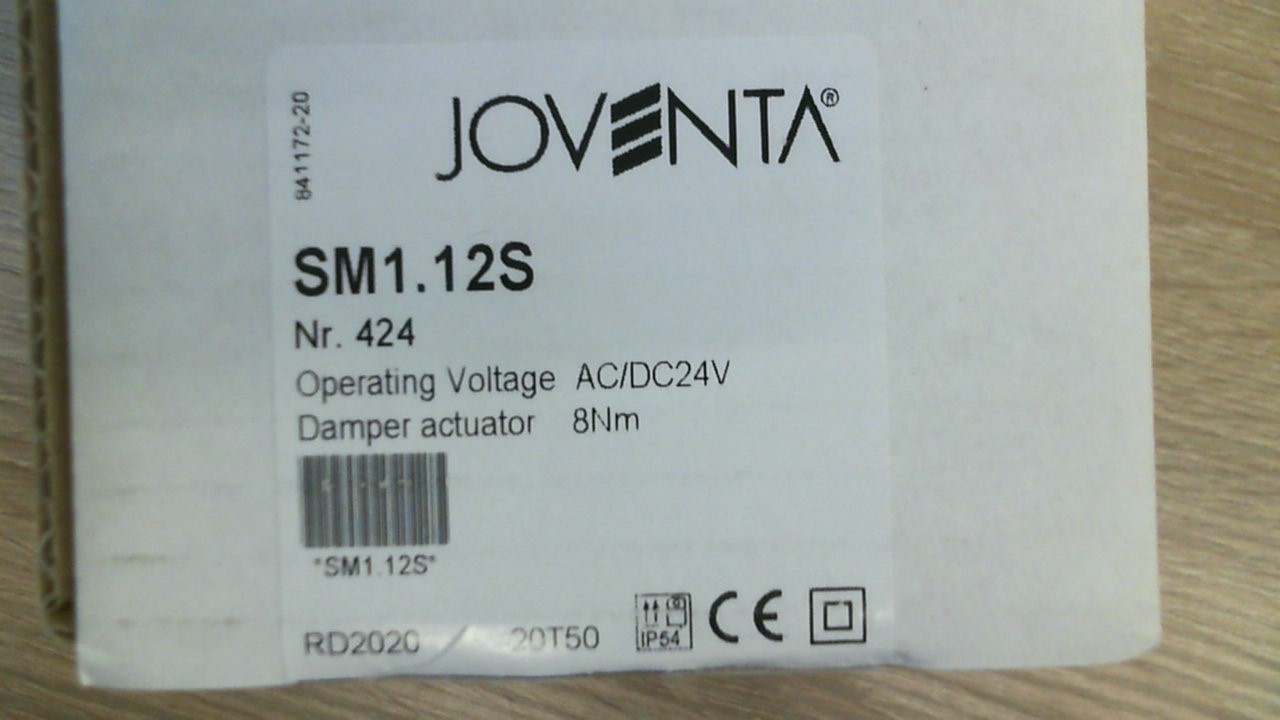 841172-20
JOVENTA®
SM1.12S
Nr. 424
Operating Voltage AC/DC24V
Damper actuator 8Nm
*SM1.12S*
RD2020 20T50
IP54
CE